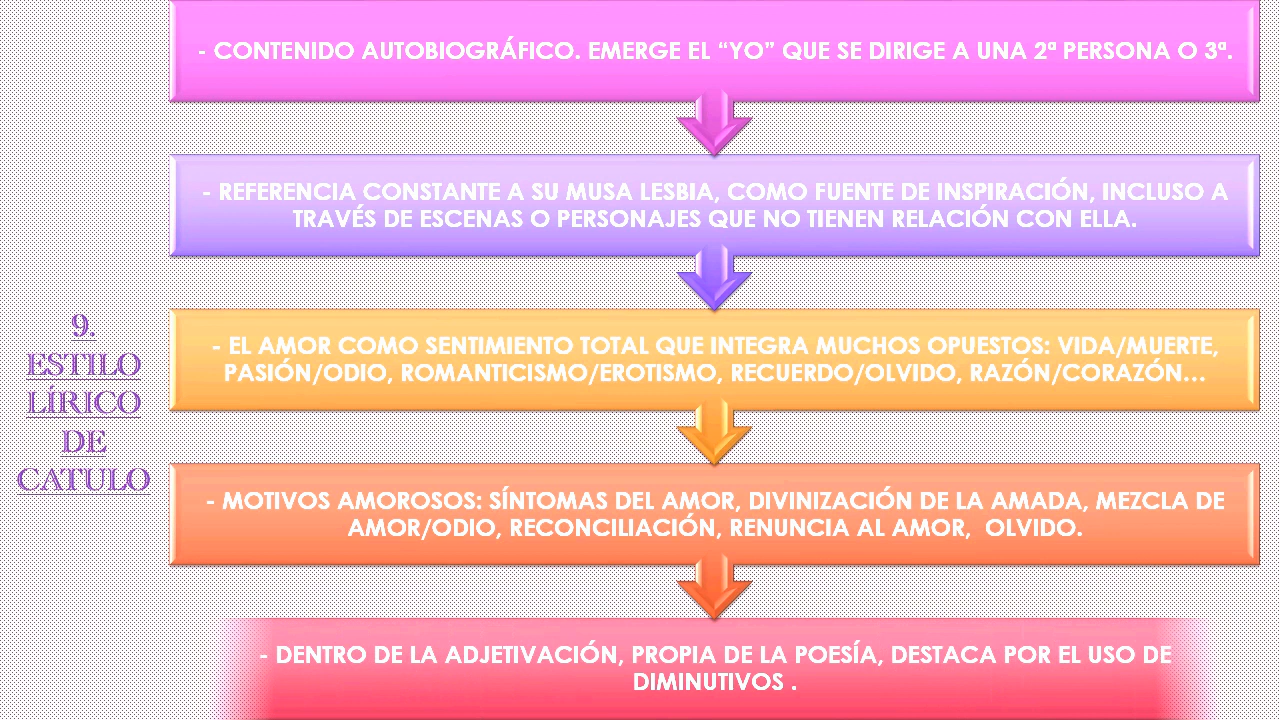 9.
ESTILO
LÍRICO
DE
CATULO
- CONTENIDO AUTOBIOGRÁFICO. EMERGE EL “YO” QUE SE DIRIGE A UNA 2ª PERSONA O 3ª.
- REFERENCIA CONSTANTE A SU MUSA LESBIA, COMO FUENTE DE INSPIRACIÓN, INCLUSO A
TRAVÉS DE ESCENAS O PERSONAJES QUE NO TIENEN RELACIÓN CON ELLA.
- EL AMOR COMO SENTIMIENTO TOTAL QUE INTEGRA MUCHOS OPUESTOS: VIDA/MUERTE,
PASIÓN/ODIO, ROMANTICISMO/EROTISMO, RECUERDO/OLVIDO, RAZÓN/CORAZÓN...
- MOTIVOS AMOROSOS: SÍNTOMAS DEL AMOR, DIVINIZACIÓN DE LA AMADA, MEZCLA DE
AMOR/ODIO, RECONCILIACIÓN, RENUNCIA AL AMOR, OLVIDO.
- DENTRO DE LA ADJETIVACIÓN, PROPIA DE LA POESÍA, DESTACA POR EL USO DE
DIMINUTIVOS .